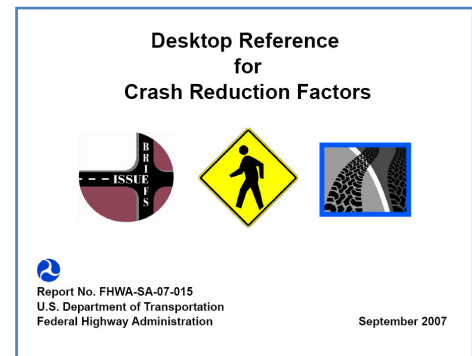 Desktop Reference
for
Crash Reduction Factors
BRIEFS
ISSUE
Report No. FHWA-SA-07-015
U.S. Department of Transportation
Federal Highway Administration
September 2007